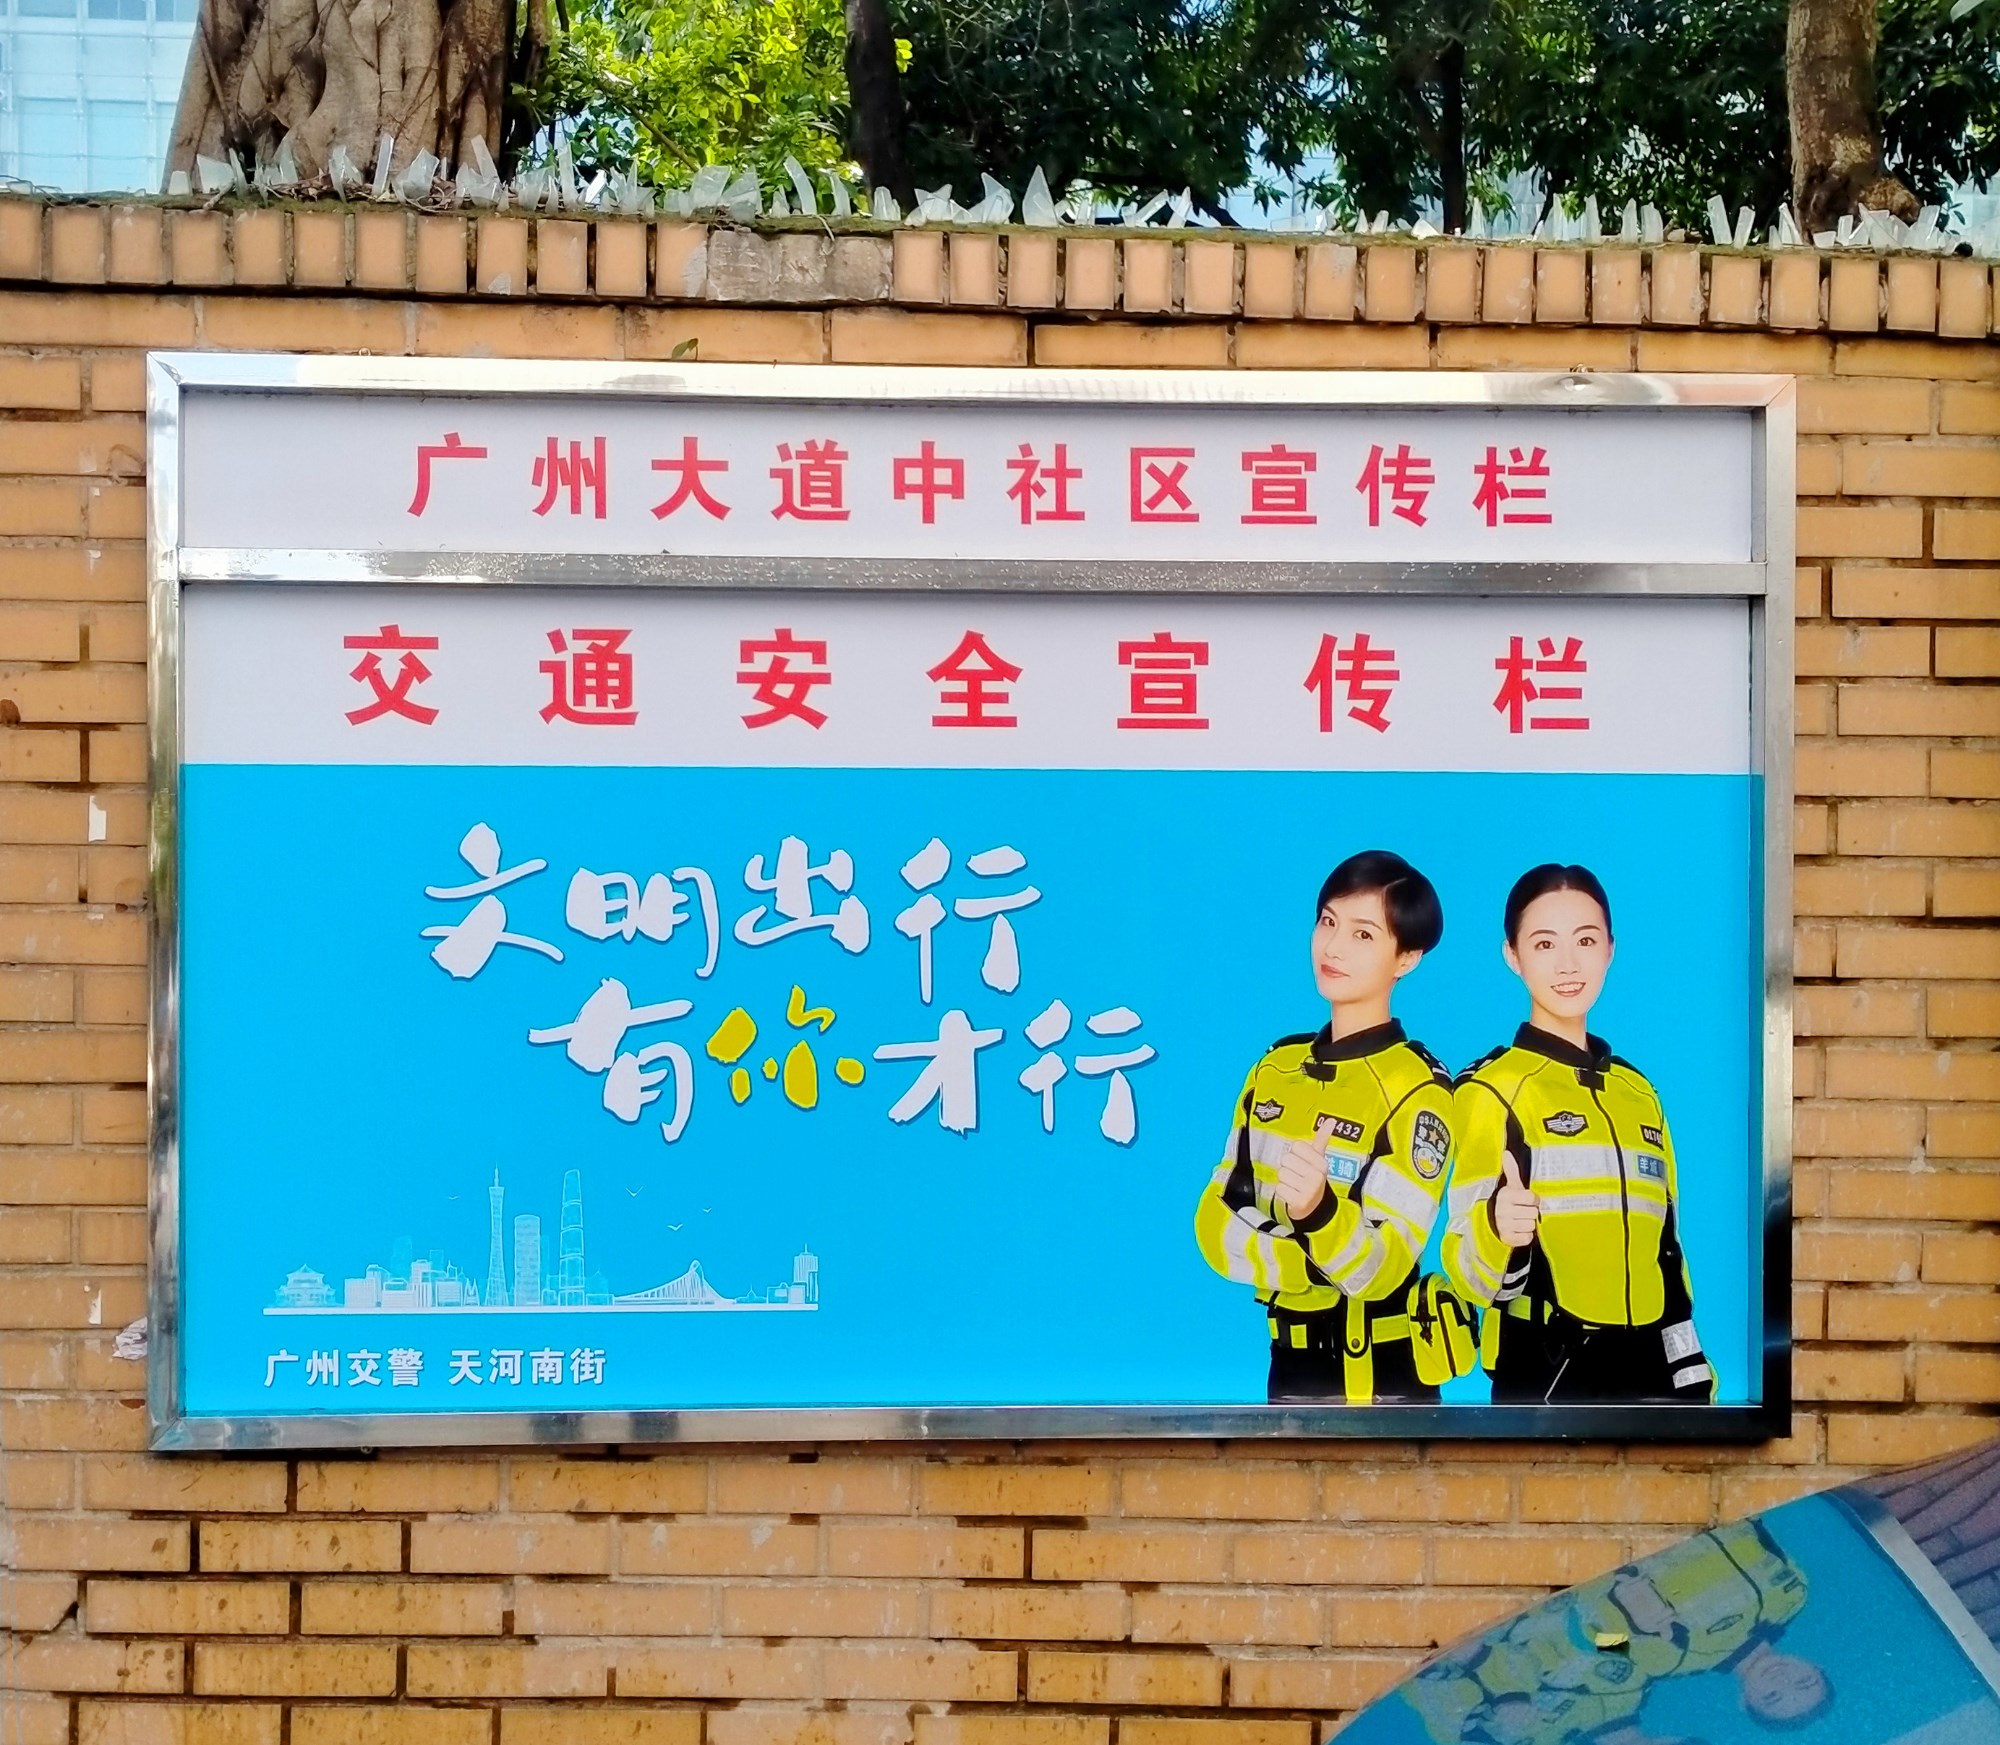 广州大道中社区宣传栏
交通安全宣传栏
文明出行
有你才行
广州交警 天河南街